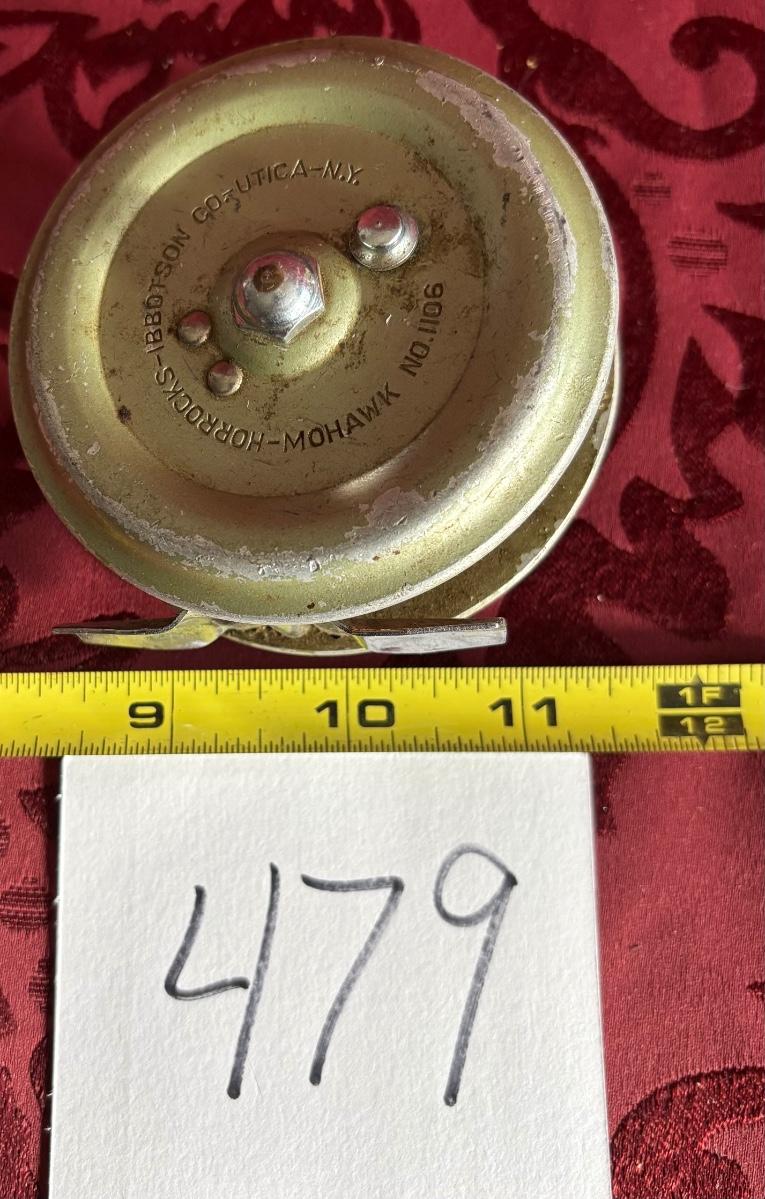 HORROCKS-IBBOTSON CO-UTICA-N.Y.
-MOHAWK NO.1106
9 10 11 1F
12
479